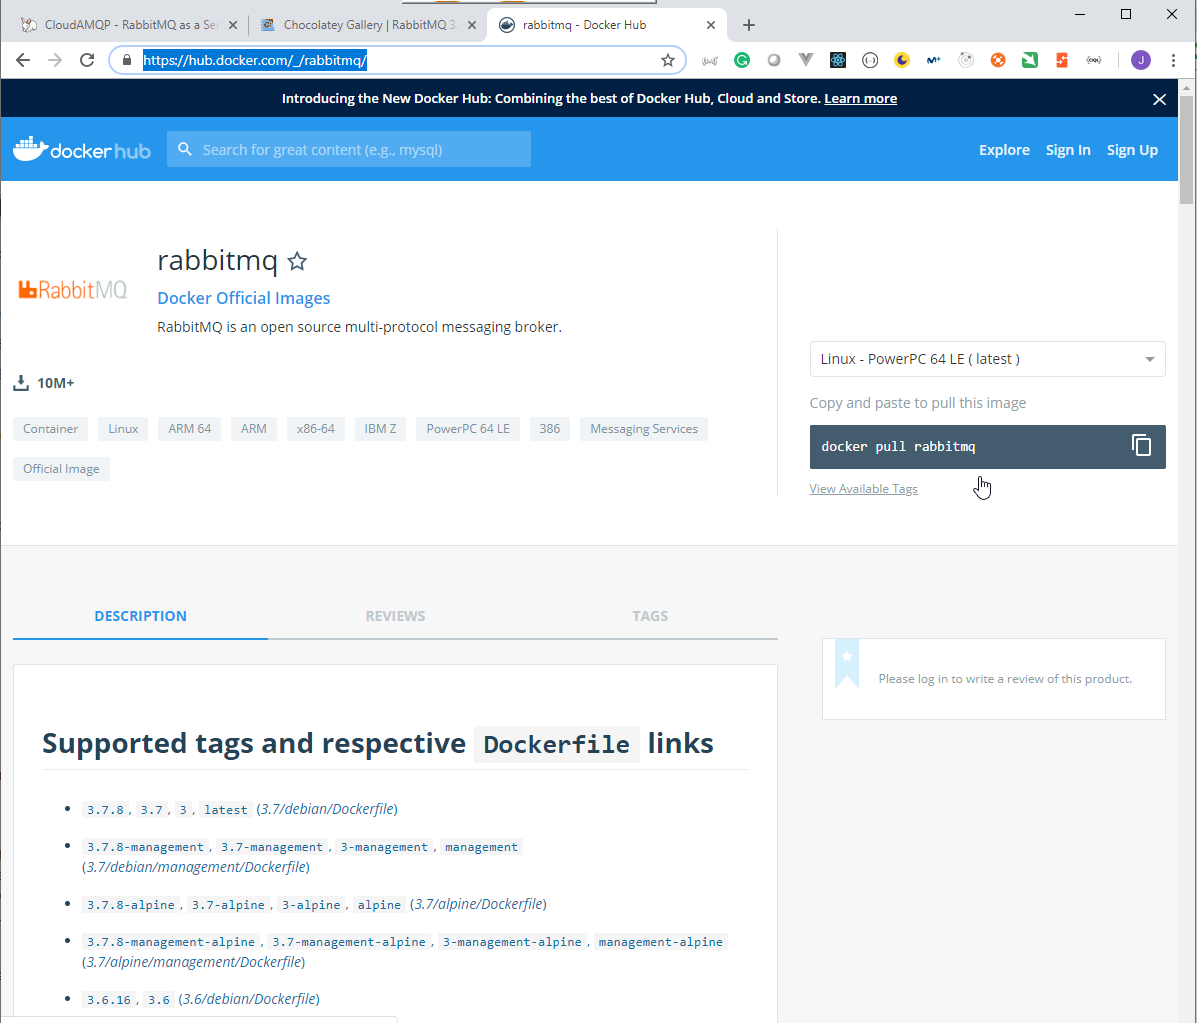 CloudAMQP - RabbitMQ as a Ser
Chocolatey Gallery | RabbitMQ 3.
rabbitmq - Docker Hub
https://hub.docker.com/_/rabbitmq/
J
Introducing the New Docker Hub: Combining the best of Docker Hub, Cloud and Store. Learn more
docker hub
Search for great content (e.g., mysql)
Explore
Sign In
Sign Up
RabbitMQ
rabbitmq
Docker Official Images
RabbitMQ is an open source multi-protocol messaging broker.
10M+
Container
Linux
ARM 64
ARM
x86-64
IBM Z
PowerPC 64 LE
386
Messaging Services
Official Image
Linux - PowerPC 64 LE ( latest )
Copy and paste to pull this image
docker pull rabbitmq
View Available Tags
DESCRIPTION
REVIEWS
TAGS
Please log in to write a review of this product.
Supported tags and respective Dockerfile links
3.7.8, 3.7, 3, latest (3.7/debian/Dockerfile)
3.7.8-management, 3.7-management, 3-management, management
(3.7/debian/management/Dockerfile)
3.7.8-alpine, 3.7-alpine, 3-alpine, alpine (3.7/alpine/Dockerfile)
3.7.8-management-alpine, 3.7-management-alpine, 3-management-alpine, management-alpine
(3.7/alpine/management/Dockerfile)
3.6.16, 3.6 (3.6/debian/Dockerfile)